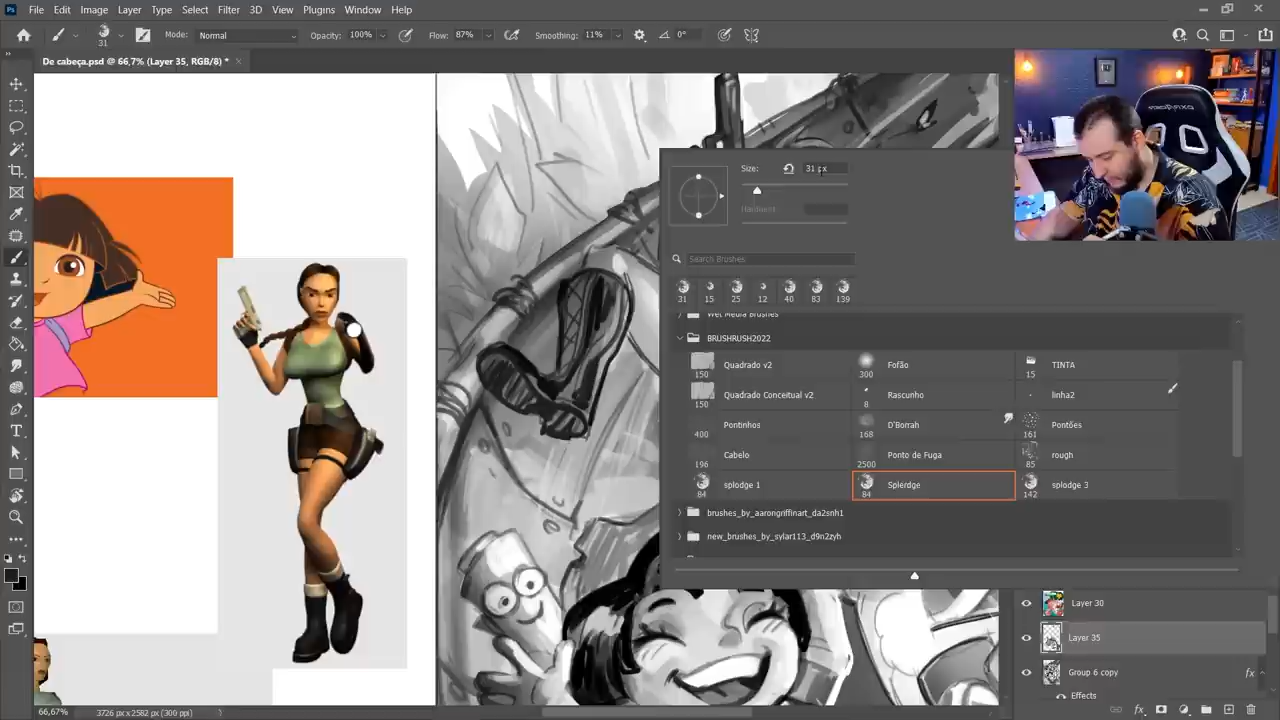 File Edit Image Layer Type Select Filter 3D View Plugins Window Help
31 Mode: Normal Opacity: 100% Flow: 87% Smoothing: 11% 0°
De cabeça.psd @ 66,7% (Layer 35, RGB/8) *
Size: 31 px
Hardness
Search Brushes
31 15 25 12 40 83 139
Wet Media Brushes
BRUSHRUSH2022
150 Quadrado v2 300 Fofão 15 TINTA
150 Quadrado Conceitual v2 8 Rascunho linha2
400 Pontinhos 168 D'Borrah 161 Pontões
196 Cabelo 2500 Ponto de Fuga 85 rough
84 splodge 1 84 Splerdge 142 splodge 3
brushes_by_aarongriffinart_da2snh1
new_brushes_by_sylar113_d9n2zyh
Layer 30
Layer 35
Group 6 copy fx
Effects
66,67% 3726 px x 2582 px (300 ppi)